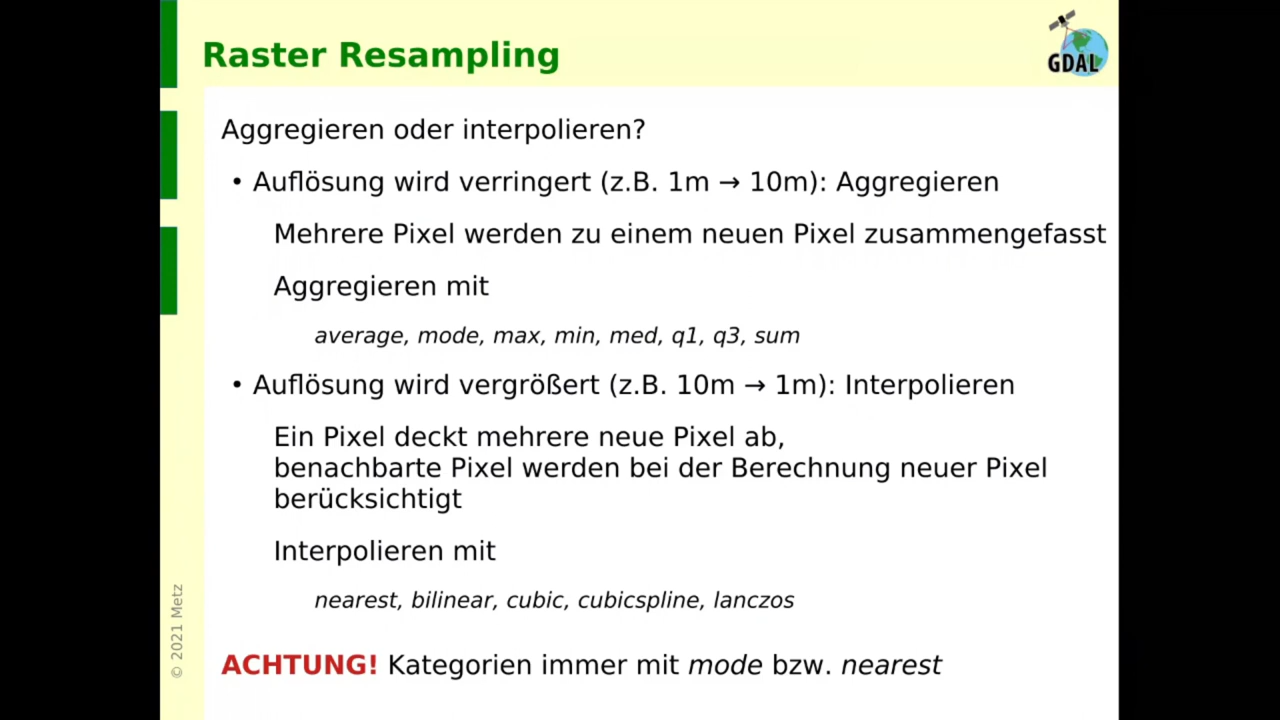 Raster Resampling
GDAL
Aggregieren oder interpolieren?
• Auflösung wird verringert (z.B. 1m → 10m): Aggregieren
Mehrere Pixel werden zu einem neuen Pixel zusammengefasst
Aggregieren mit
average, mode, max, min, med, q1, q3, sum
• Auflösung wird vergrößert (z.B. 10m → 1m): Interpolieren
Ein Pixel deckt mehrere neue Pixel ab,
benachbarte Pixel werden bei der Berechnung neuer Pixel
berücksichtigt
Interpolieren mit
nearest, bilinear, cubic, cubicspline, lanczos
ACHTUNG! Kategorien immer mit mode bzw. nearest
© 2021 Metz